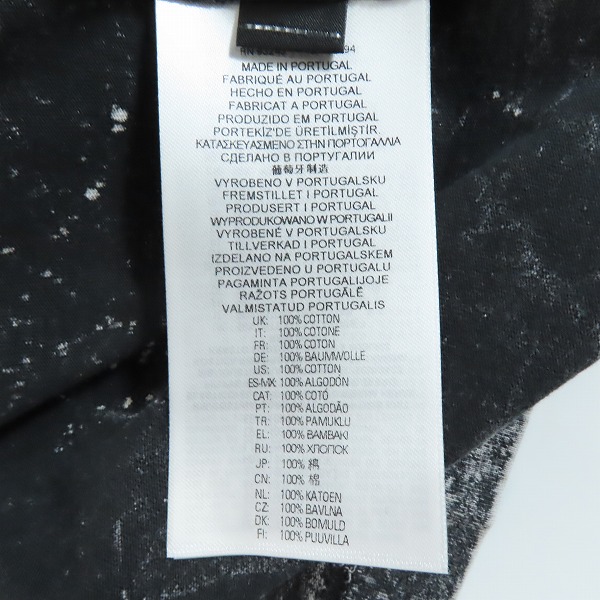 MADE IN PORTUGAL
FABRIQUÉ AU PORTUGAL
HECHO EN PORTUGAL
FABRICAT A PORTUGAL
PRODUZIDO EM PORTUGAL
PORTEKİZ'DE ÜRETİLMİŞTİR.
ΚΑΤΑΣΚΕΥΑΣΜΕΝΟ ΣΤΗΝ ΠΟΡΤΟΓΑΛΛΙΑ
СДЕЛАНО В ПОРТУГАЛИИ
葡萄牙制造
VYROBENO V PORTUGALSKU
FREMSTILLET I PORTUGAL
PRODUSERT I PORTUGAL
WYPRODUKOWANO W PORTUGALII
VYROBENÉ V PORTUGALSKU
TILLVERKAD I PORTUGAL
IZDELANO NA PORTUGALSKEM
PROIZVEDENO U PORTUGALU
PAGAMINTA PORTUGALIJOJE
RAŽOTS PORTUGĀLĒ
VALMISTATUD PORTUGALIS
UK: 100% COTTON
IT: 100% COTONE
FR: 100% COTON
DE: 100% BAUMWOLLE
US: 100% COTTON
ES-MX: 100% ALGODÓN
CAT: 100% COTÓ
PT: 100% ALGODÃO
TR: 100% PAMUKLU
EL: 100% ΒΑΜΒΑΚΙ
RU: 100% ХЛОПОК
JP: 100% 綿
CN: 100% 棉
NL: 100% KATOEN
CZ: 100% BAVLNA
DK: 100% BOMULD
FI: 100% PUUVILLA